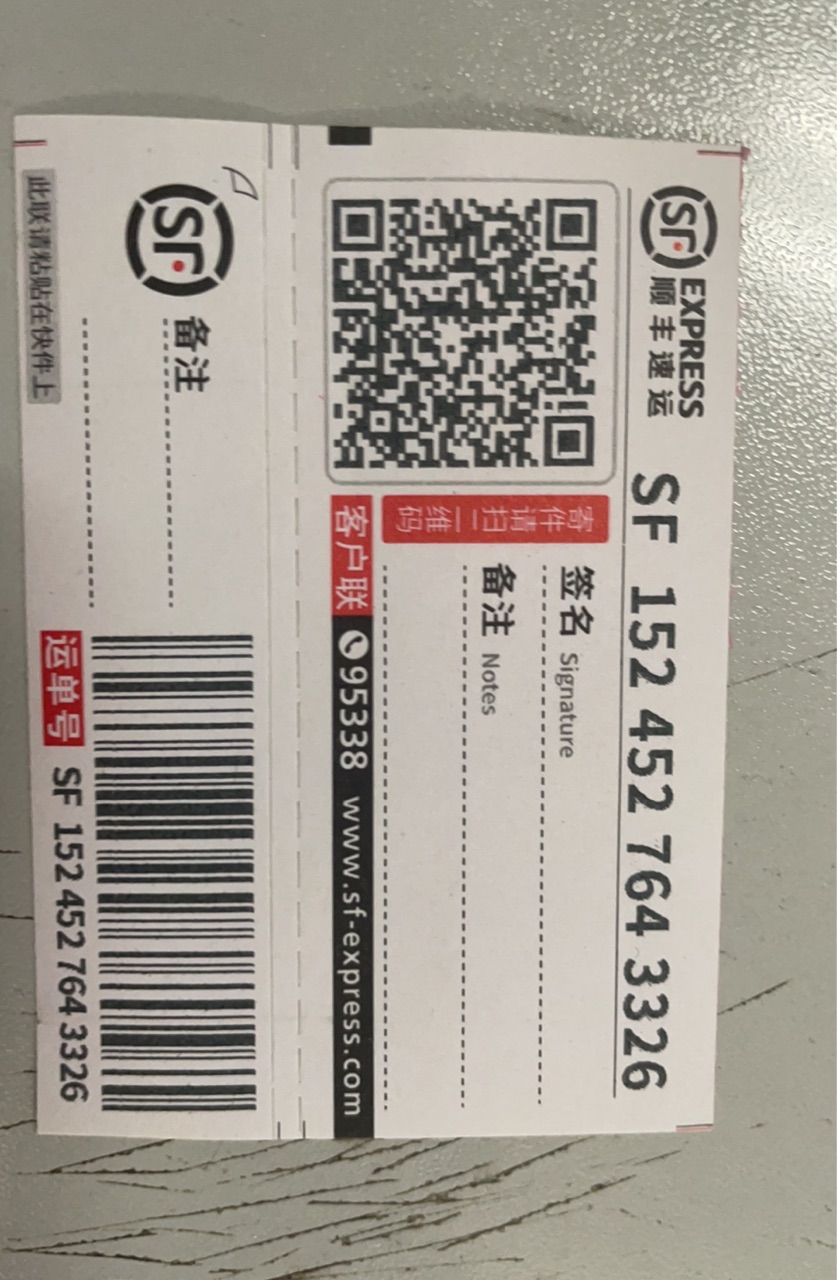 SF EXPRESS
顺丰速运
SF 152 452 764 3326
寄件请扫二维码
签名 Signature
备注 Notes
客户联 95338 www.sf-express.com
SF
备注
运单号 SF 152 452 764 3326
此联请粘贴在快件上